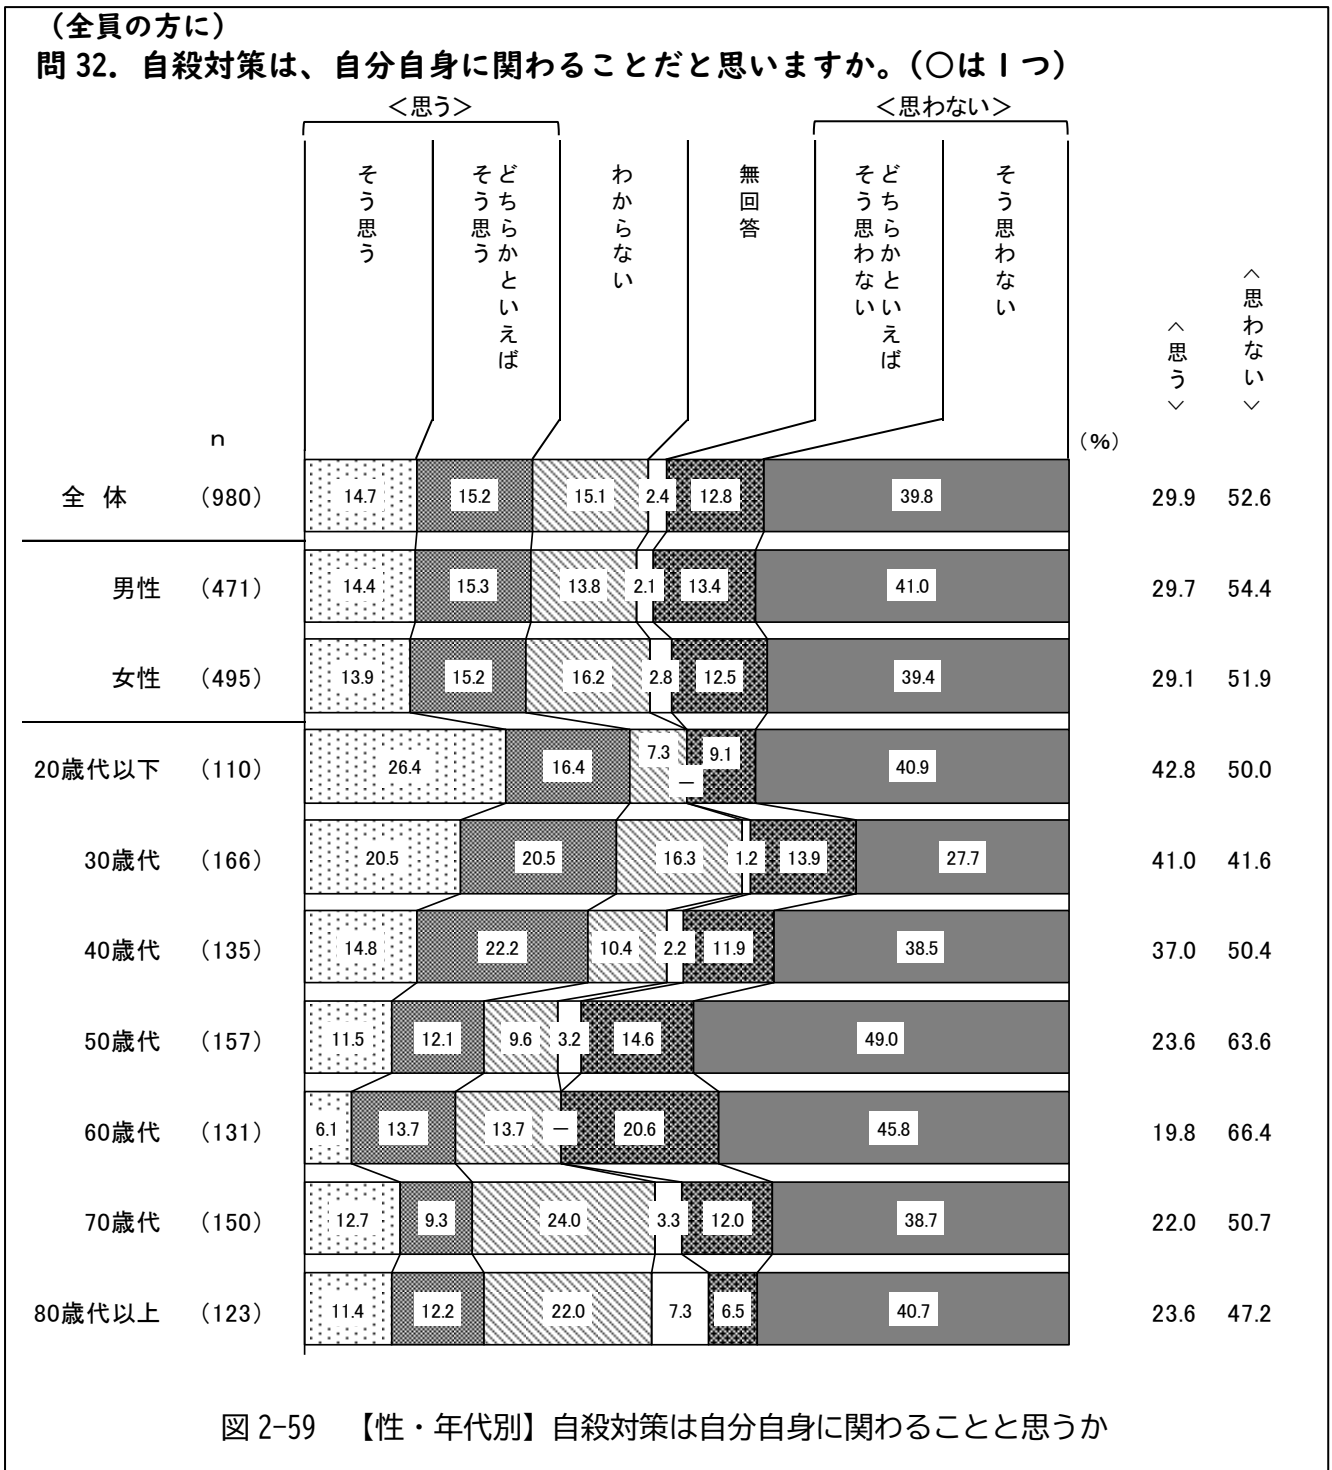 （全員の方に）
問32．自殺対策は、自分自身に関わることだと思いますか。（○は１つ）
＜思う＞ ＜思わない＞
そう思う
どちらかといえば
そう思う
わからない
無回答
どちらかといえば
そう思わない
そう思わない
＜思う＞
＜思わない＞
n （%）
全 体 （980） 14.7 15.2 15.1 2.4 12.8 39.8 29.9 52.6
男性 （471） 14.4 15.3 13.8 2.1 13.4 41.0 29.7 54.4
女性 （495） 13.9 15.2 16.2 2.8 12.5 39.4 29.1 51.9
20歳代以下 （110） 26.4 16.4 7.3 － 9.1 40.9 42.8 50.0
30歳代 （166） 20.5 20.5 16.3 1.2 13.9 27.7 41.0 41.6
40歳代 （135） 14.8 22.2 10.4 2.2 11.9 38.5 37.0 50.4
50歳代 （157） 11.5 12.1 9.6 3.2 14.6 49.0 23.6 63.6
60歳代 （131） 6.1 13.7 13.7 － 20.6 45.8 19.8 66.4
70歳代 （150） 12.7 9.3 24.0 3.3 12.0 38.7 22.0 50.7
80歳代以上 （123） 11.4 12.2 22.0 7.3 6.5 40.7 23.6 47.2
図2-59　【性・年代別】自殺対策は自分自身に関わることと思うか